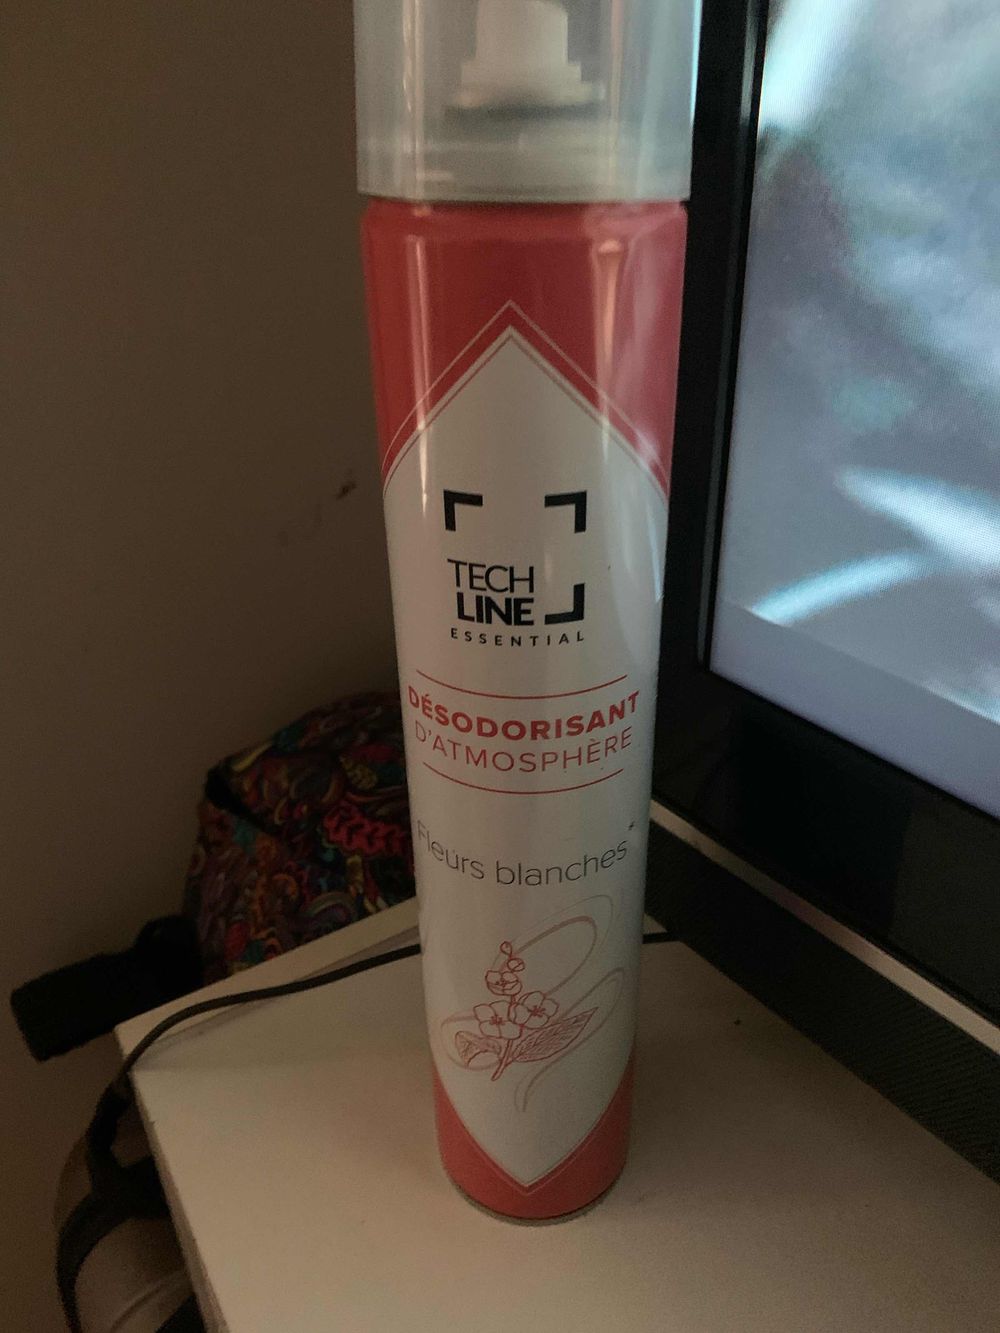 TECH
LINE
ESSENTIAL
DÉSODORISANT
D'ATMOSPHÈRE
Fleurs blanches*